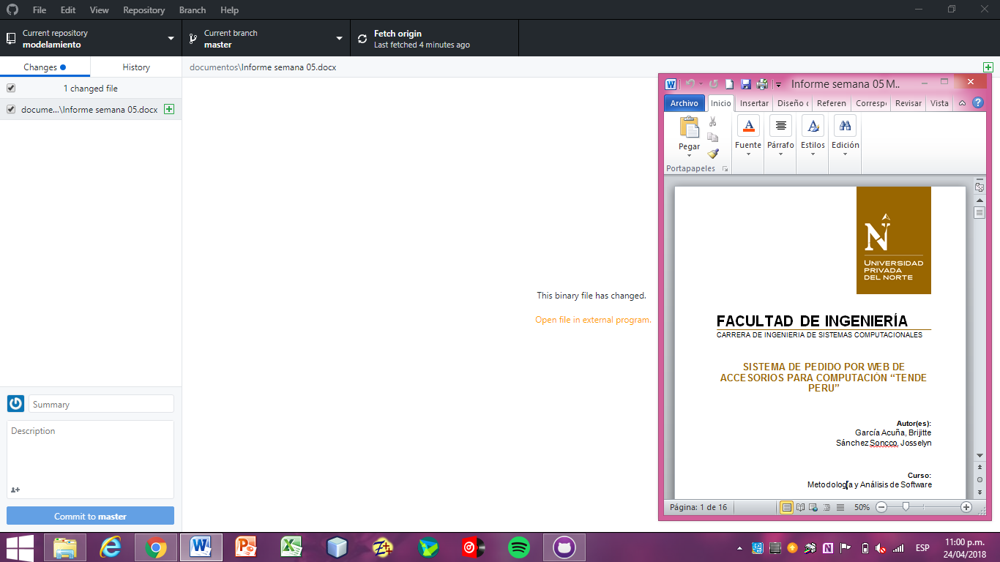 File Edit View Repository Branch Help
Current repository
modelamiento
Current branch
master
Fetch origin
Last fetched 4 minutes ago
Changes
History
documentos\Informe semana 05.docx
1 changed file
docume...\Informe semana 05.docx
This binary file has changed.
Open file in external program.
Summary
Description
Commit to master
Informe semana 05 M..
Archivo Inicio Insertar Diseño d Referen Corresp Revisar Vista
Pegar
Fuente Párrafo Estilos Edición
Portapapeles
UNIVERSIDAD
PRIVADA
DEL NORTE
FACULTAD DE INGENIERÍA
CARRERA DE INGENIERIA DE SISTEMAS COMPUTACIONALES
SISTEMA DE PEDIDO POR WEB DE
ACCESORIOS PARA COMPUTACIÓN “TENDE
PERU”
Autor(es):
García Acuña, Brijitte
Sánchez Soncco, Josselyn
Curso:
Metodología y Análisis de Software
Página: 1 de 16
50%
ESP
11:00 p.m.
24/04/2018